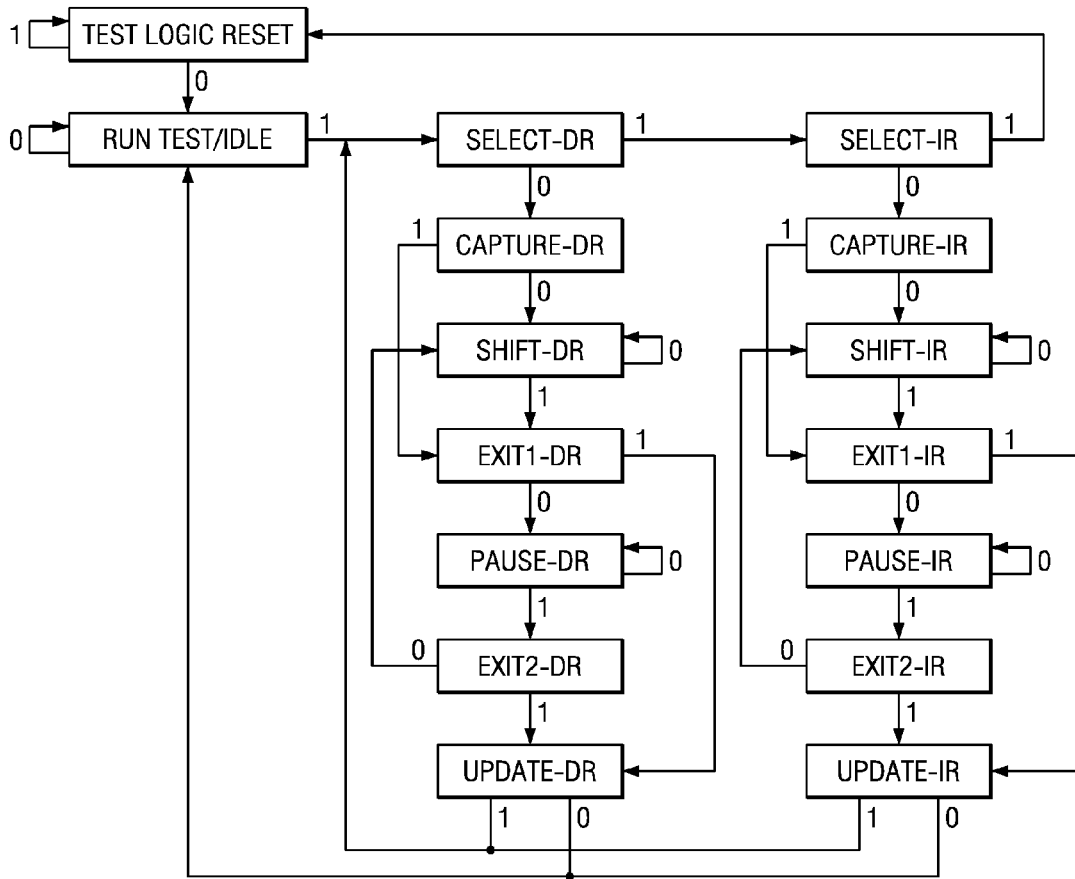 1 TEST LOGIC RESET
0
0 RUN TEST/IDLE 1 SELECT-DR 1 SELECT-IR 1
0 0
1 CAPTURE-DR 1 CAPTURE-IR
0 0
SHIFT-DR 0 SHIFT-IR 0
1 1
EXIT1-DR 1 EXIT1-IR 1
0 0
PAUSE-DR 0 PAUSE-IR 0
1 1
0 EXIT2-DR 0 EXIT2-IR
1 1
UPDATE-DR UPDATE-IR
1 0 1 0